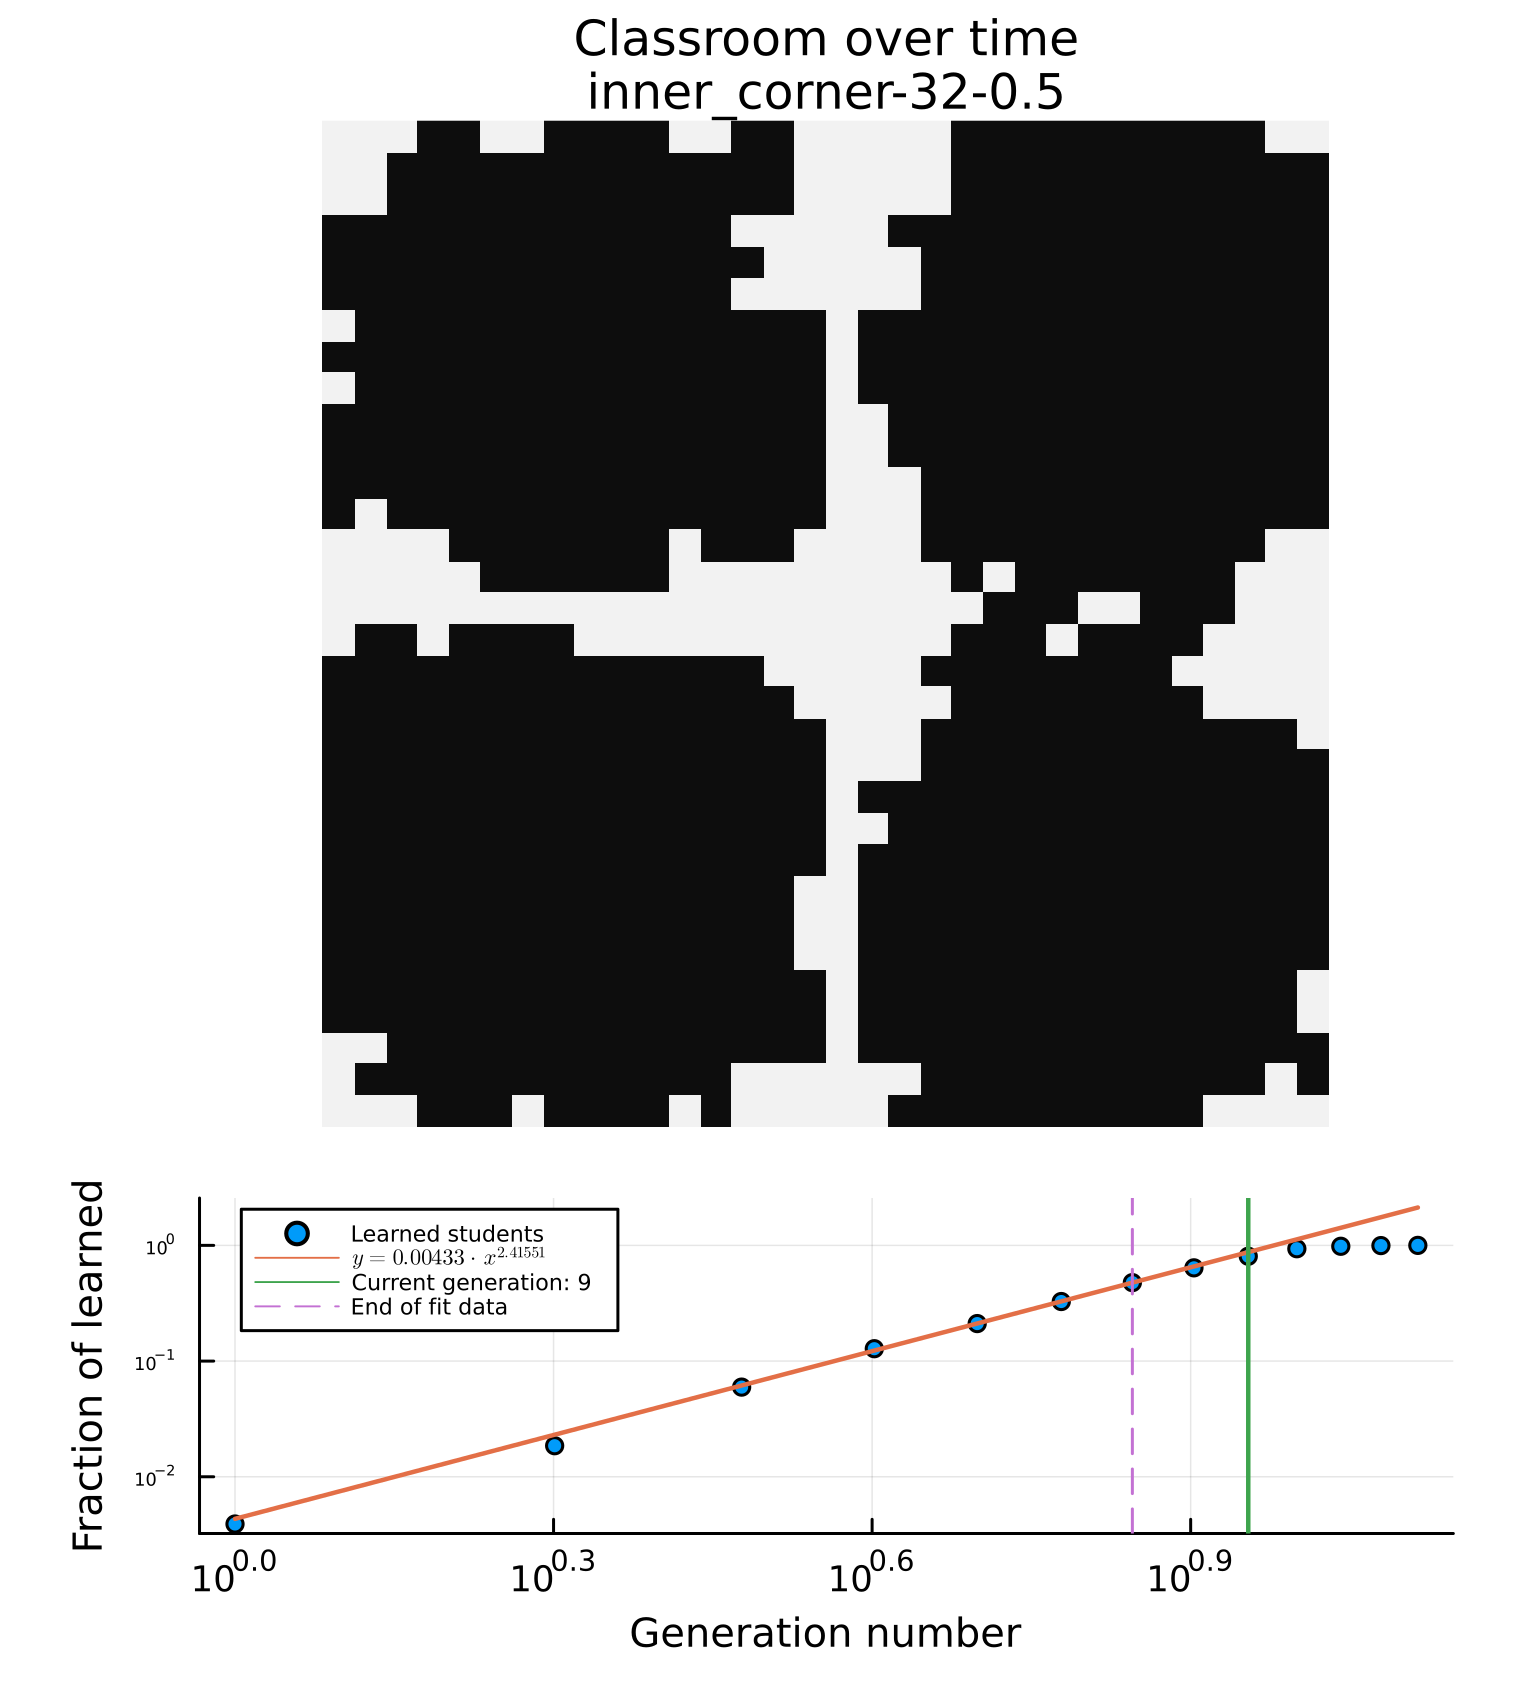 Classroom over time
inner_corner-32-0.5
Fraction of learned
10⁰
10⁻¹
10⁻²
Learned students
y = 0.00433 · x^2.41551
Current generation: 9
End of fit data
10^0.0 10^0.3 10^0.6 10^0.9
Generation number